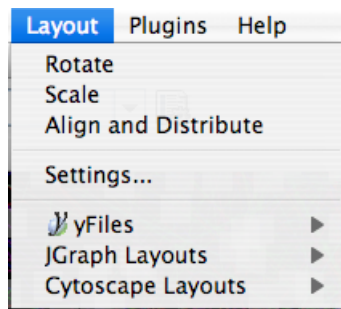 Layout Plugins Help
Rotate
Scale
Align and Distribute
Settings...
yFiles
JGraph Layouts
Cytoscape Layouts